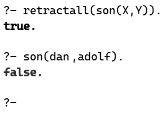 ?- retractall(son(X,Y)).
true.
?- son(dan ,adolf).
false.
?-